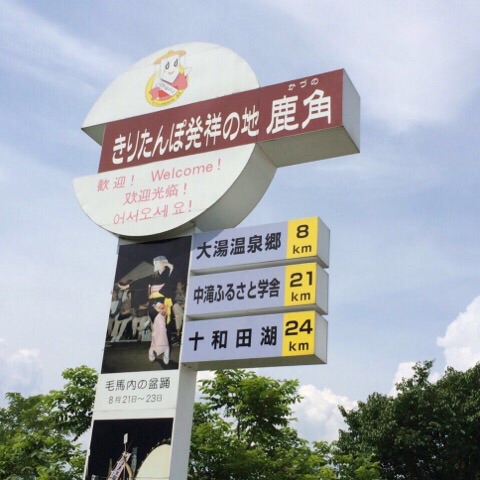 かづの
きりたんぽ発祥の地 鹿角
歓迎! Welcome!
欢迎光临!
어서오세요!
大湯温泉郷 8 km
中滝ふるさと学舎 21 km
十和田湖 24 km
毛馬内の盆踊
8月21日〜23日